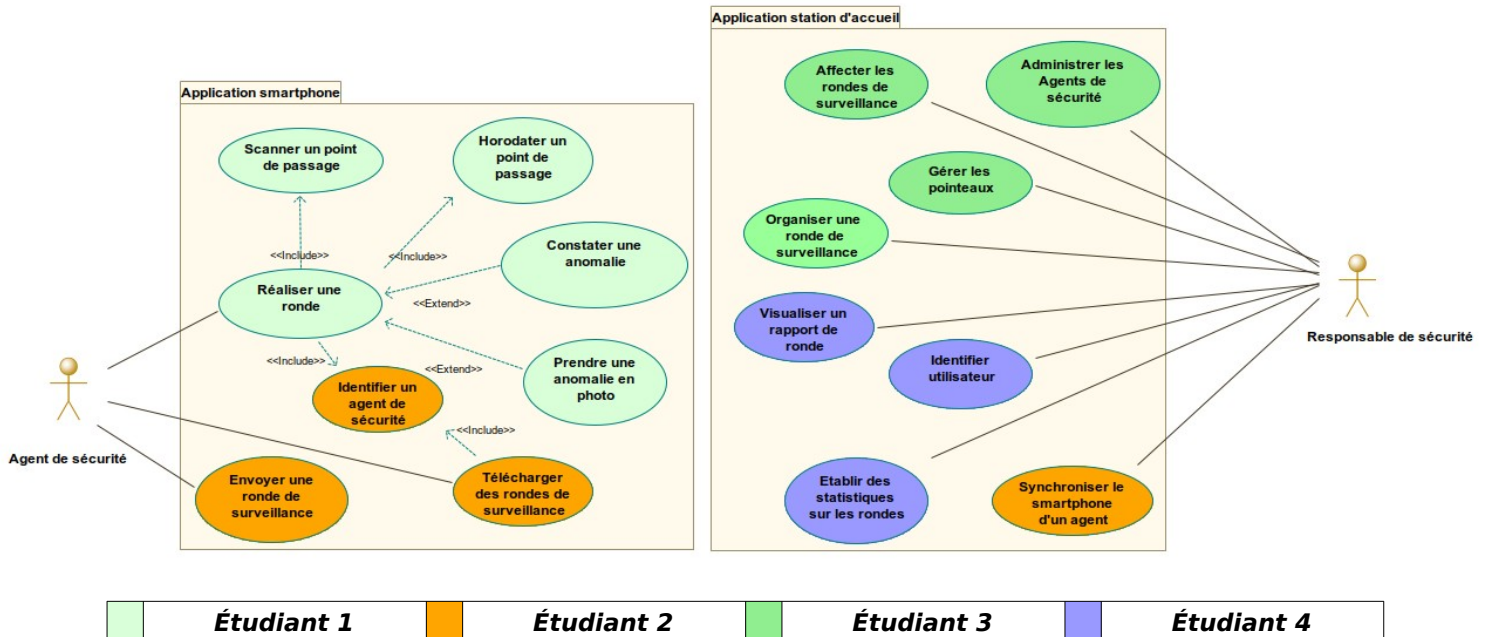 Application station d'accueil
Affecter les
rondes de
surveillance
Administrer les
Agents de
sécurité
Application smartphone
Scanner un point
de passage
Horodater un
point de
passage
Gérer les
pointeaux
Organiser une
ronde de
surveillance
Constater une
anomalie
<<Include>>
<<Include>>
Réaliser une
ronde
<<Extend>>
Visualiser un
rapport de
ronde
Responsable de sécurité
<<Include>>
<<Extend>>
Prendre une
anomalie en
photo
Identifier
utilisateur
Identifier un
agent de
sécurité
<<Include>>
Agent de sécurité
Envoyer une
ronde de
surveillance
Télécharger
des rondes de
surveillance
Etablir des
statistiques
sur les rondes
Synchroniser le
smartphone
d'un agent
Étudiant 1
Étudiant 2
Étudiant 3
Étudiant 4